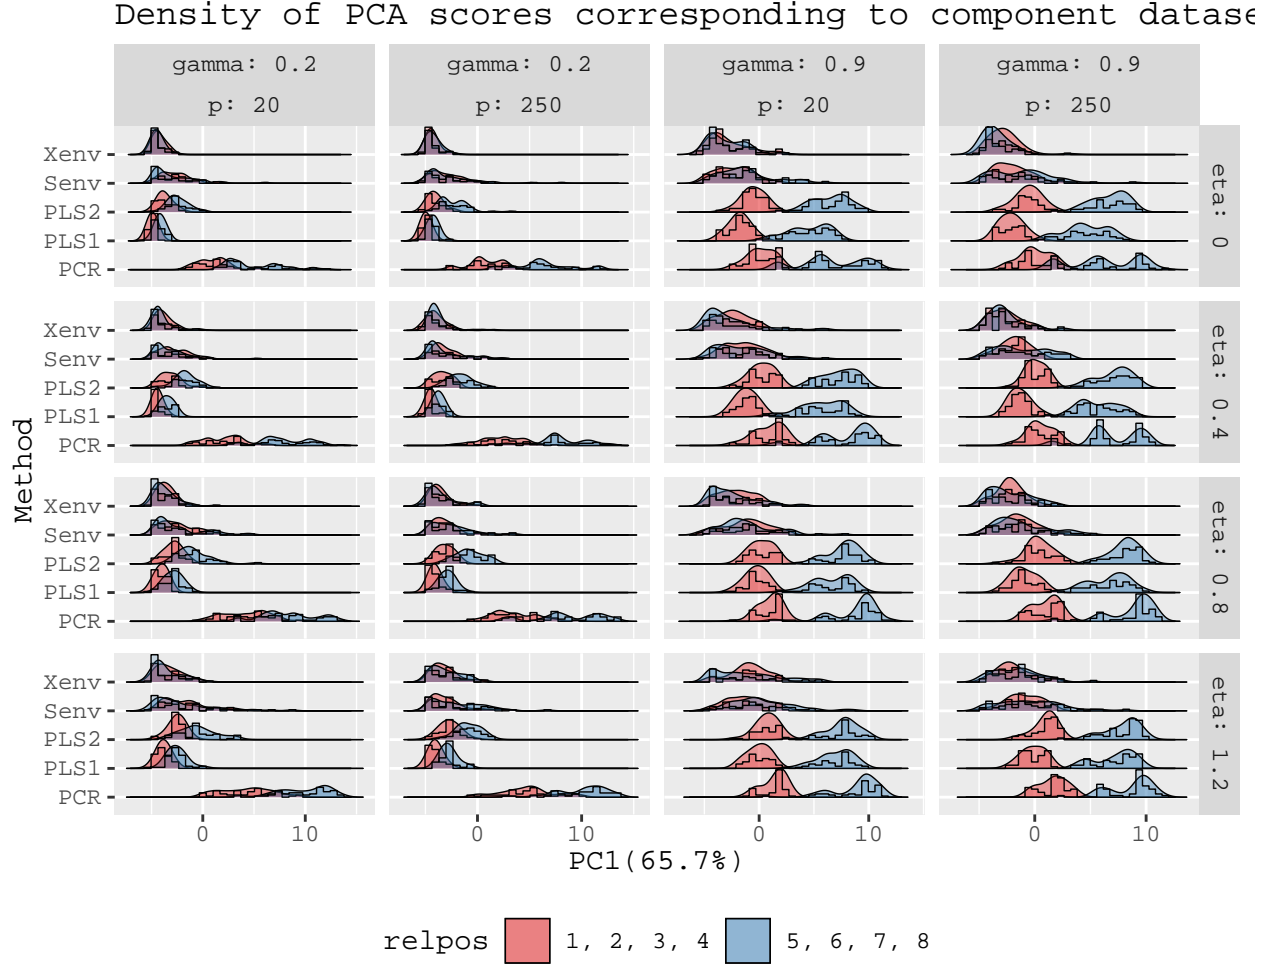 Density of PCA scores corresponding to component datase
gamma: 0.2 gamma: 0.2 gamma: 0.9 gamma: 0.9
p: 20 p: 250 p: 20 p: 250
Xenv
Senv
PLS2
PLS1
PCR
eta: 0
Xenv
Senv
PLS2
PLS1
PCR
eta: 0.4
Xenv
Senv
PLS2
PLS1
PCR
eta: 0.8
Xenv
Senv
PLS2
PLS1
PCR
eta: 1.2
Method
0 10 0 10 0 10 0 10
PC1(65.7%)
relpos 1, 2, 3, 4 5, 6, 7, 8